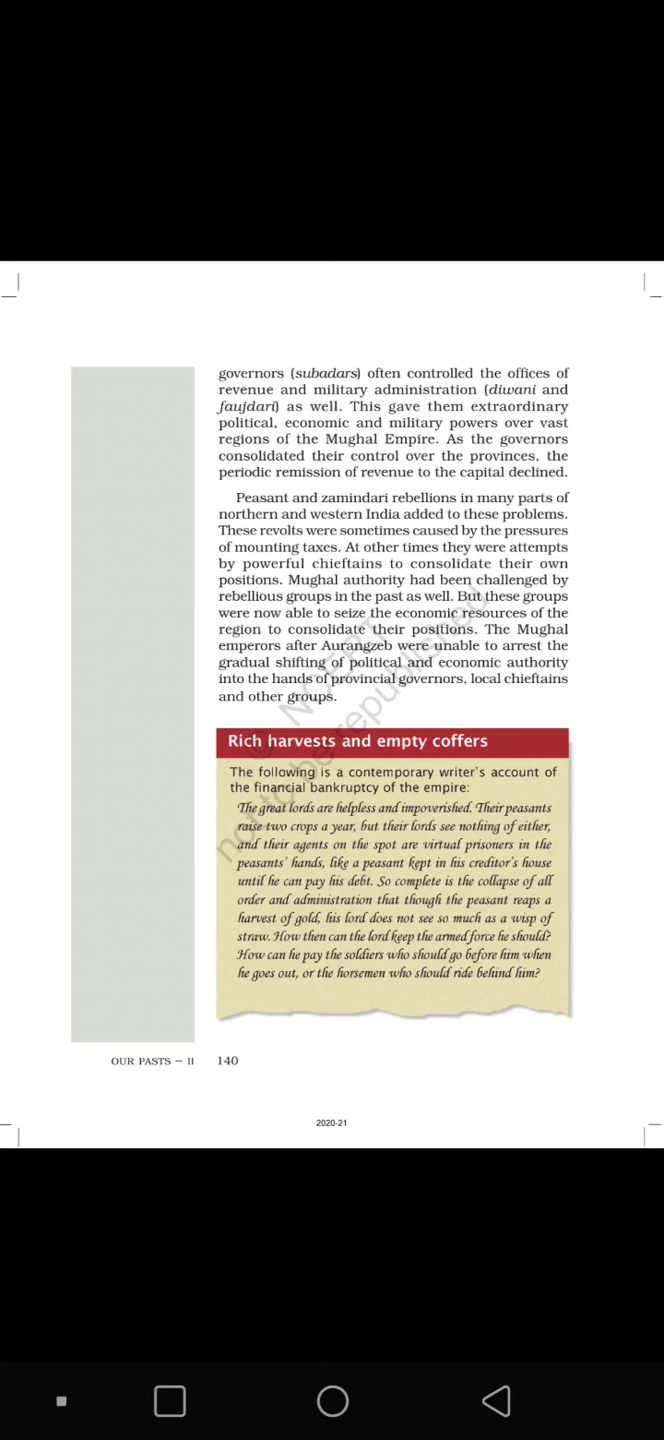 governors (subadars) often controlled the offices of
revenue and military administration (diwani and
faujdari) as well. This gave them extraordinary
political, economic and military powers over vast
regions of the Mughal Empire. As the governors
consolidated their control over the provinces, the
periodic remission of revenue to the capital declined.
Peasant and zamindari rebellions in many parts of
northern and western India added to these problems.
These revolts were sometimes caused by the pressures
of mounting taxes. At other times they were attempts
by powerful chieftains to consolidate their own
positions. Mughal authority had been challenged by
rebellious groups in the past as well. But these groups
were now able to seize the economic resources of the
region to consolidate their positions. The Mughal
emperors after Aurangzeb were unable to arrest the
gradual shifting of political and economic authority
into the hands of provincial governors, local chieftains
and other groups.
© NCERT
not to be republished
Rich harvests and empty coffers
The following is a contemporary writer's account of
the financial bankruptcy of the empire:
The great lords are helpless and impoverished. Their peasants
raise two crops a year, but their lords see nothing of either,
and their agents on the spot are virtual prisoners in the
peasants' hands, like a peasant kept in his creditor's house
until he can pay his debt. So complete is the collapse of all
order and administration that though the peasant reaps a
harvest of gold, his lord does not see so much as a wisp of
straw. How then can the lord keep the armed force he should?
How can he pay the soldiers who should go before him when
he goes out, or the horsemen who should ride behind him?
OUR PASTS – II 140
2020-21